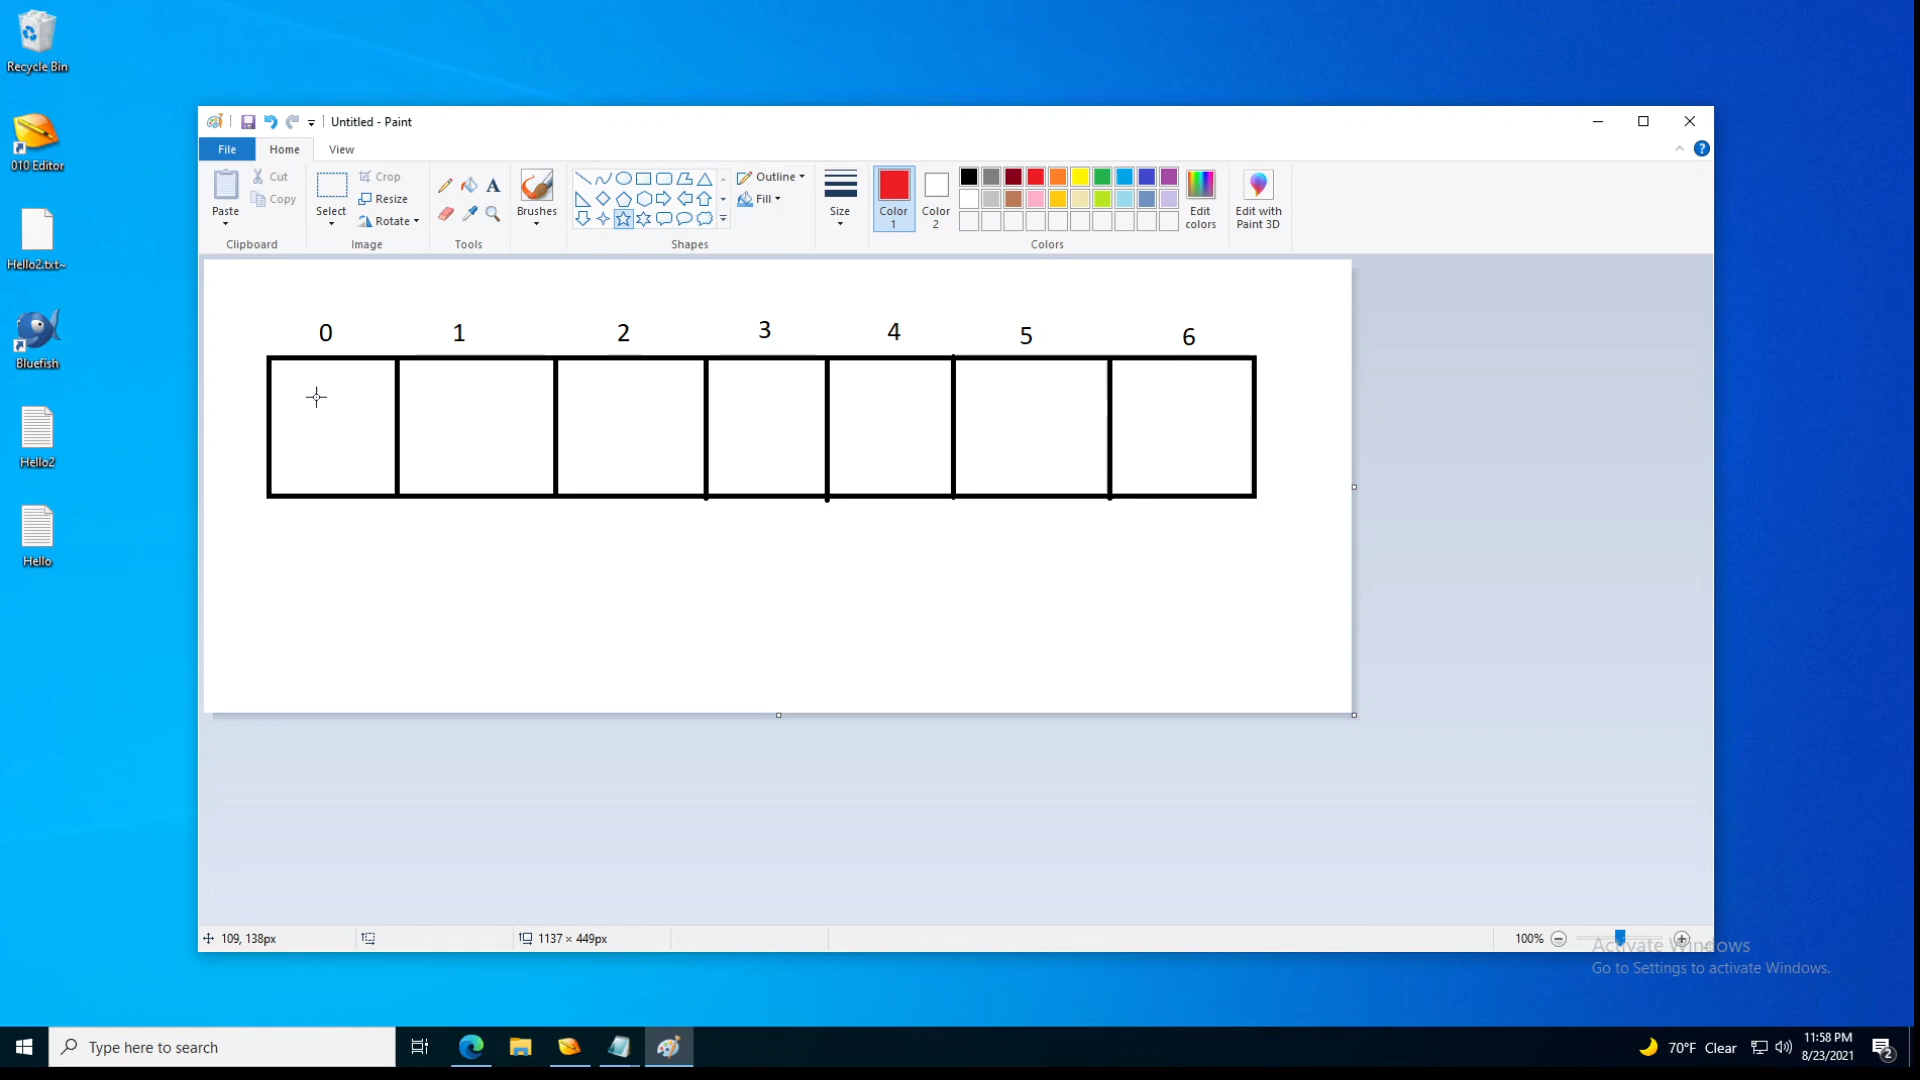 Recycle Bin
010 Editor
Hello2.txt~
Bluefish
Hello2
Hello
Untitled - Paint
File Home View
Paste
Cut
Copy
Clipboard
Select
Crop
Resize
Rotate
Image
Tools
Brushes
Shapes
Outline
Fill
Size
Color 1
Color 2
Colors
Edit colors
Edit with Paint 3D
0 1 2 3 4 5 6
109, 138px
1137 × 449px
100%
Activate Windows
Go to Settings to activate Windows.
Type here to search
70°F Clear
11:58 PM
8/23/2021
2